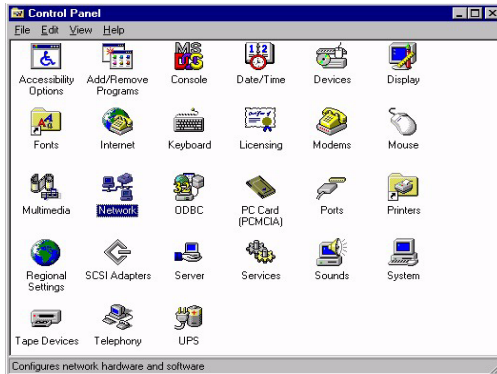 Control Panel
File Edit View Help
Accessibility Options
Add/Remove Programs
Console
Date/Time
Devices
Display
Fonts
Internet
Keyboard
Licensing
Modems
Mouse
Multimedia
Network
ODBC
PC Card (PCMCIA)
Ports
Printers
Regional Settings
SCSI Adapters
Server
Services
Sounds
System
Tape Devices
Telephony
UPS
Configures network hardware and software